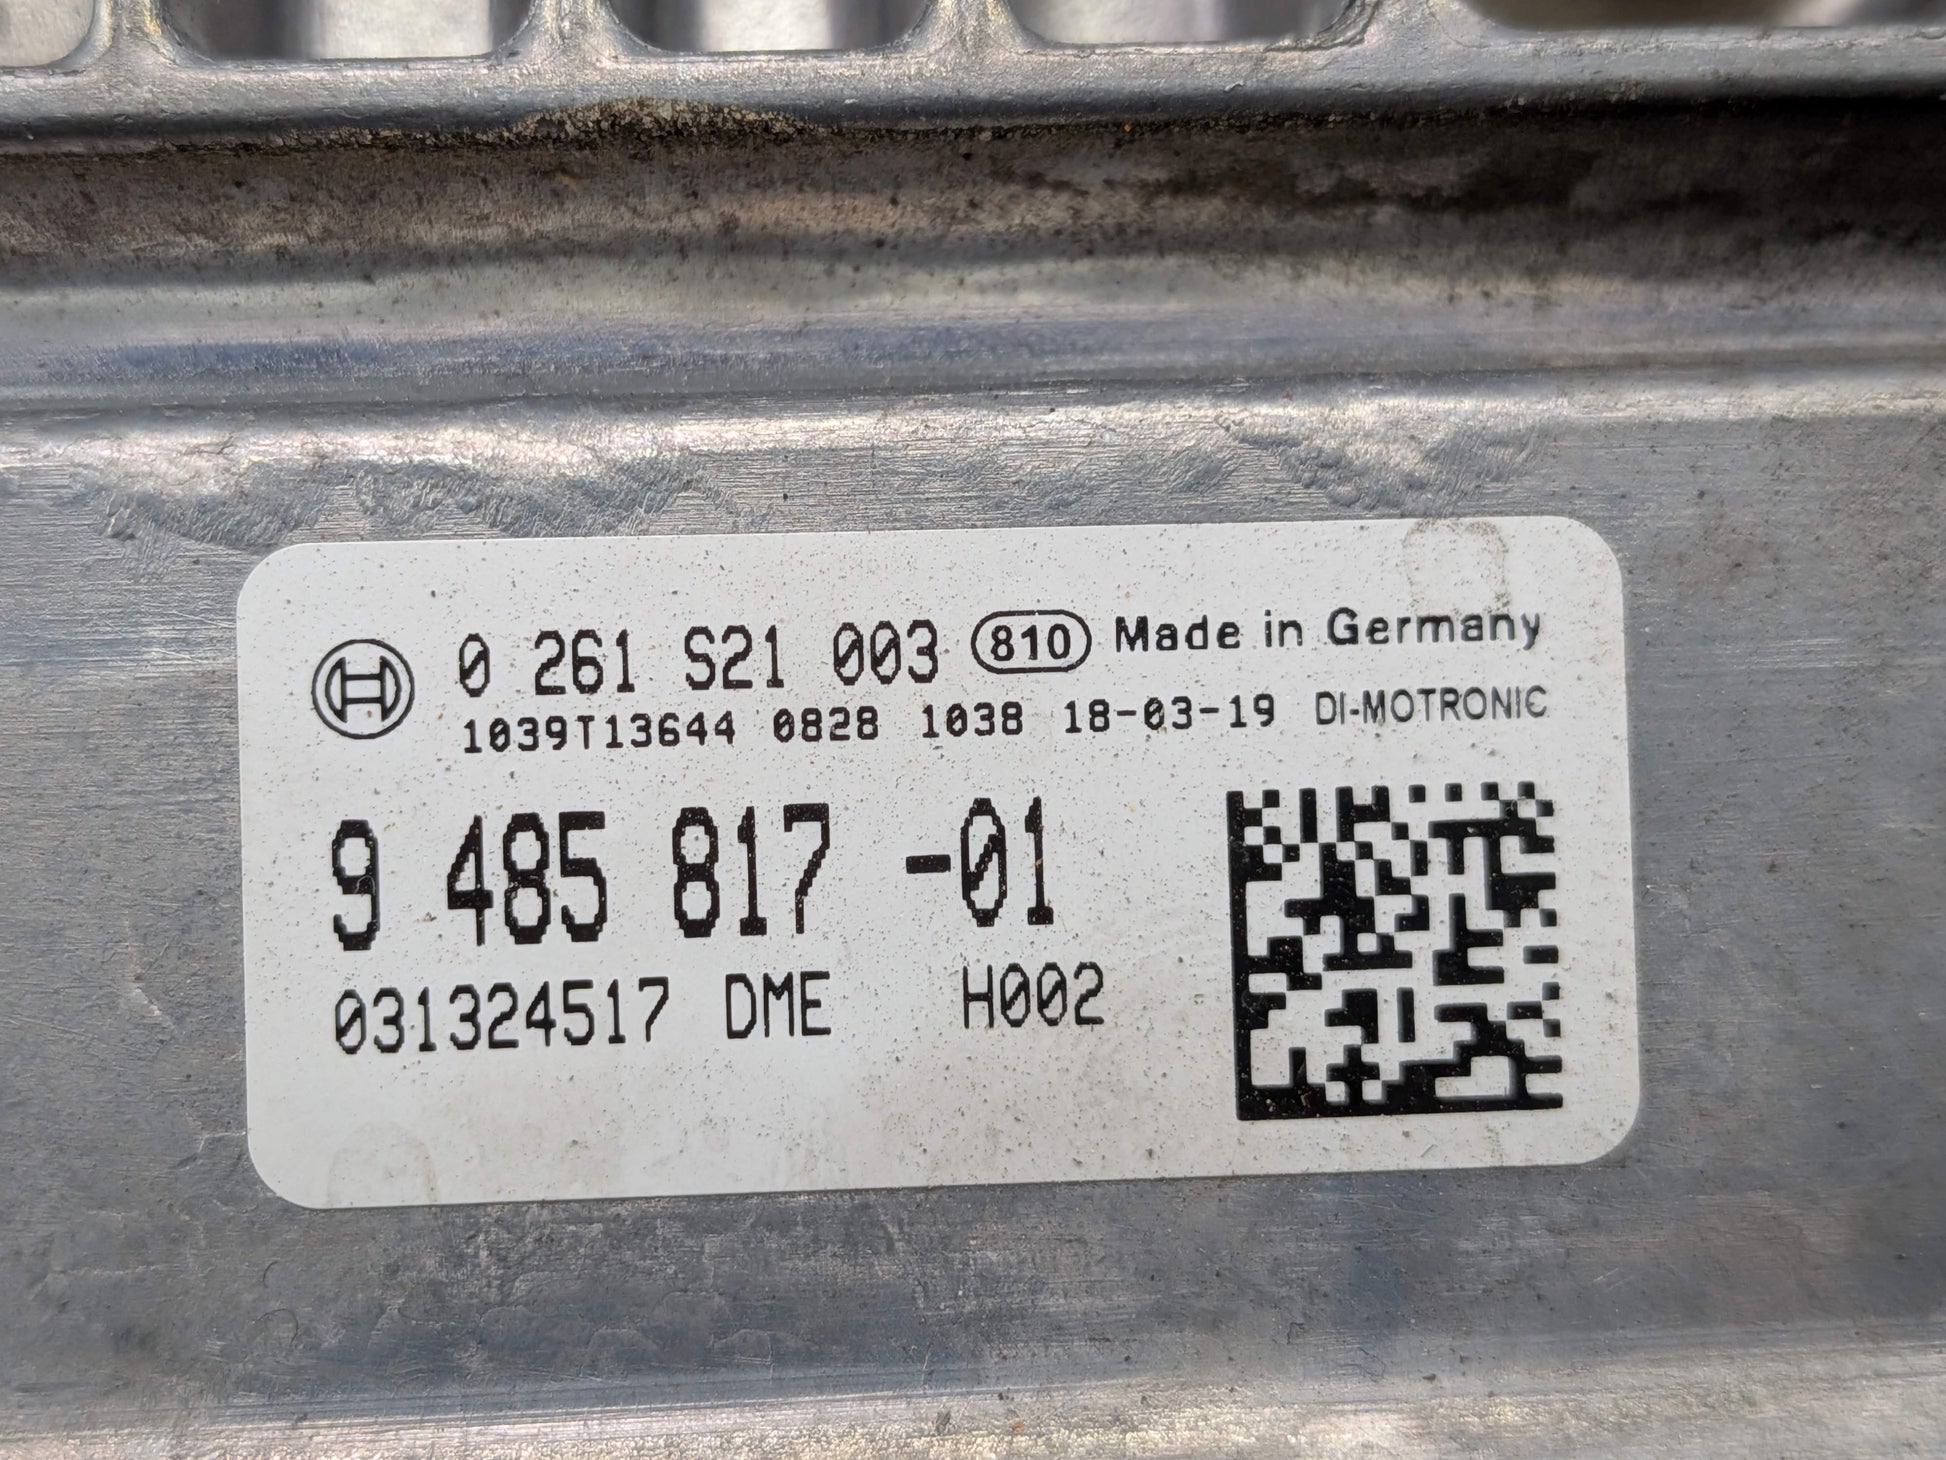 0 261 S21 003 810 Made in Germany
1039T13644 0828 1038 18-03-19 DI-MOTRONIC
9 485 817 -01
031324517 DME H002